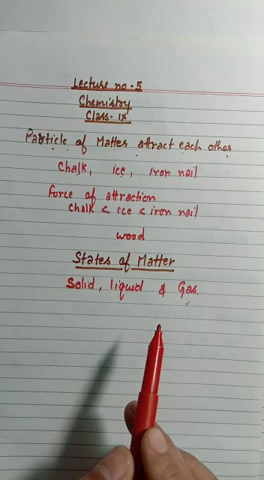 Lecture no-5
Chemistry
Class-IX
Particle of Matter attract each other
Chalk, ice, iron nail
Force of attraction
Chalk < ice < iron nail
wood
States of Matter
Solid, liquid & Gas.